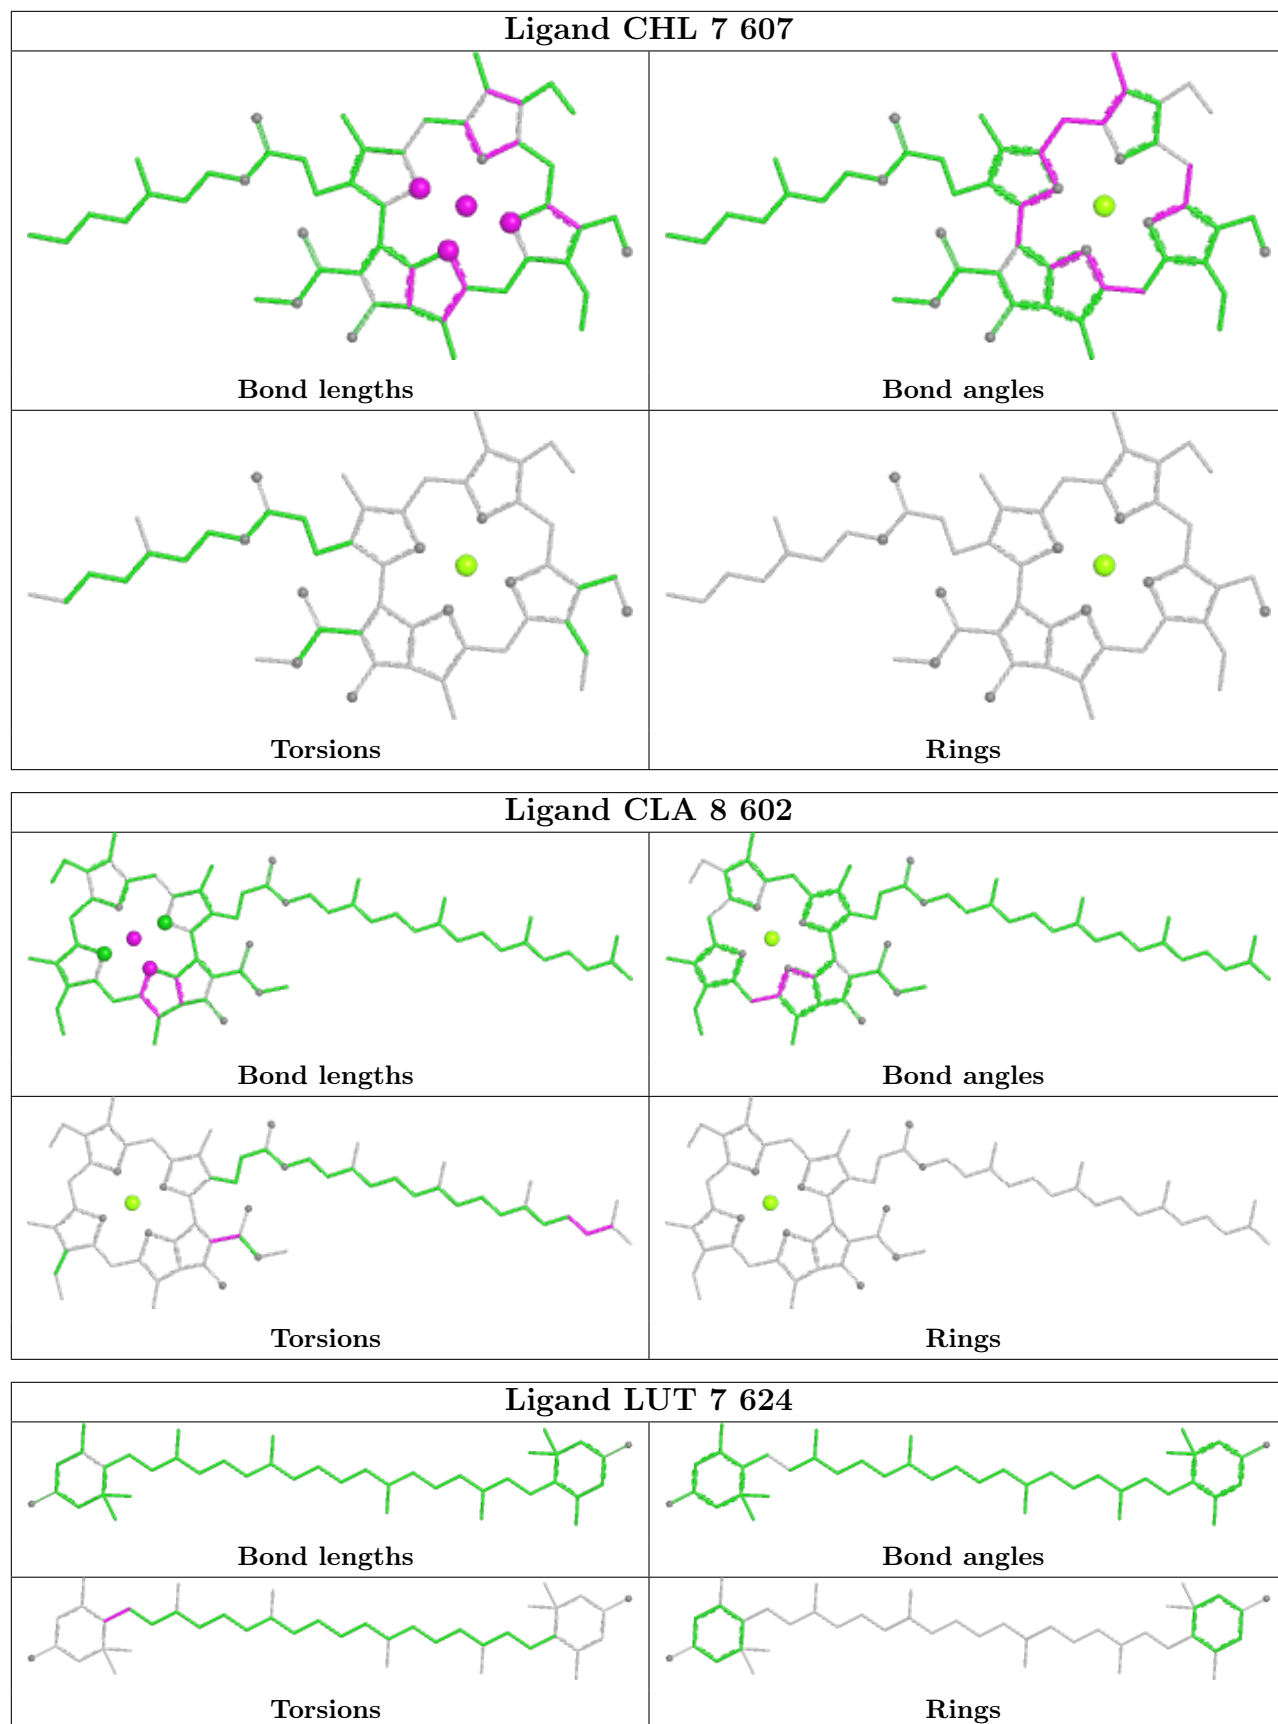 Ligand CHL 7 607
Bond lengths
Bond angles
Torsions
Rings
Ligand CLA 8 602
Bond lengths
Bond angles
Torsions
Rings
Ligand LUT 7 624
Bond lengths
Bond angles
Torsions
Rings